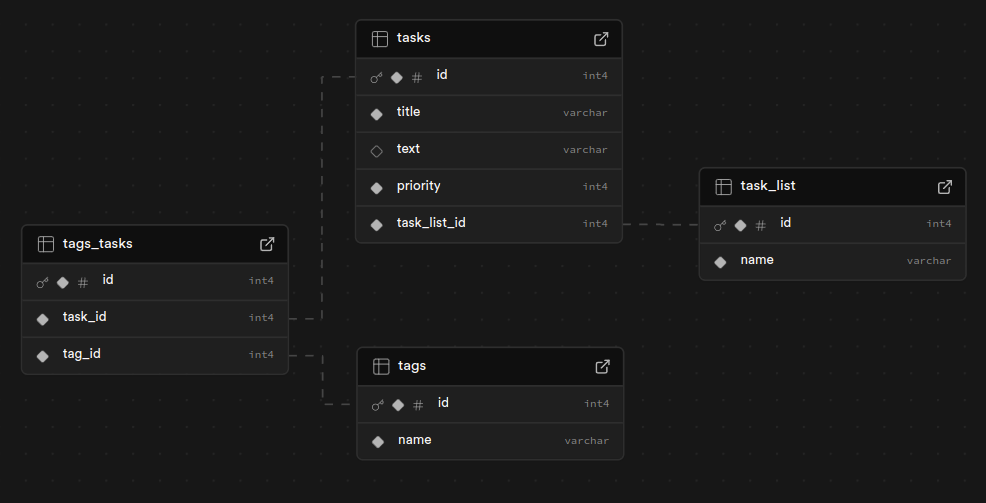 tasks
id int4
title varchar
text varchar
priority int4
task_list_id int4
task_list
id int4
name varchar
tags_tasks
id int4
task_id int4
tag_id int4
tags
id int4
name varchar